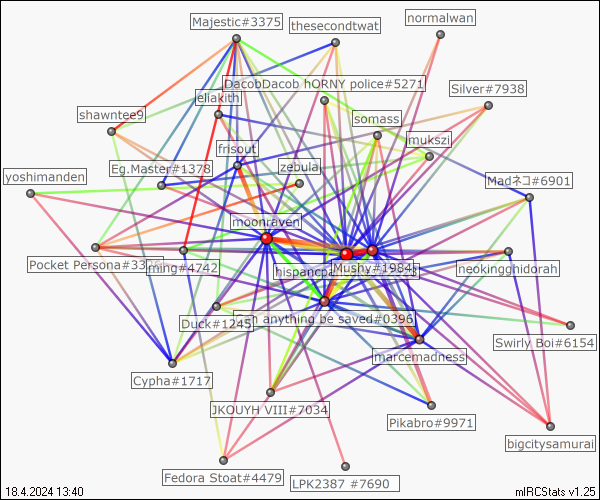 normalwan
Majestic#3375
thesecondtwat
DacobDacob hORNY police#5271
Silver#7938
eliakith
shawntee9
somass
mukszi
frisout
zebula
Eg.Master#1378
yoshimanden
Madネコ#6901
moonraven
Pocket Persona#33
ming#4742
hispancpa
Mushy#1984
neokingghidorah
Duck#1245
anything be saved#0396
Swirly Boi#6154
marcemadness
Cypha#1717
JKOUYH VIII#7034
Pikabro#9971
bigcitysamurai
Fedora Stoat#4479
LPK2387 #7690
18.4.2024 13:40
mIRCStats v1.25